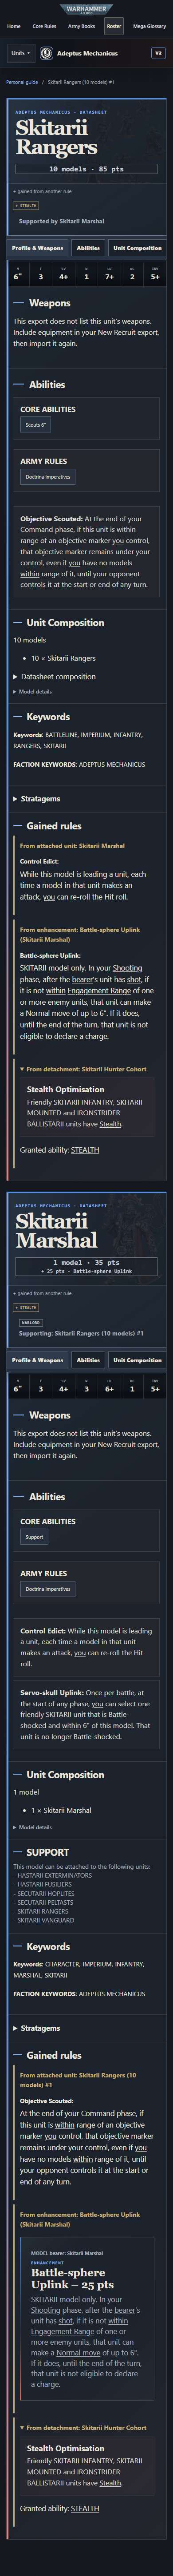 WARHAMMER
Home
Core Rules
Army Books
Roster
Mega Glossary
Units
Adeptus Mechanicus
Personal guide / Skitarii Rangers (10 models) #1
ADEPTUS MECHANICUS · DATASHEET
Skitarii
Rangers
10 models · 85 pts
+ gained from another rule
+ STEALTH
Supported by Skitarii Marshal
Profile & Weapons
Abilities
Unit Composition
M T SV W LD OC INV
6" 3 4+ 1 7+ 2 5+
Weapons
This export does not list this unit's weapons.
Include equipment in your New Recruit export,
then import it again.
Abilities
CORE ABILITIES
Scouts 6"
ARMY RULES
Doctrina Imperatives
Objective Scouted: At the end of your
Command phase, if this unit is within
range of an objective marker you control,
that objective marker remains under your
control, even if you have no models
within range of it, until your opponent
controls it at the start or end of any turn.
Unit Composition
10 models
• 10 × Skitarii Rangers
▶ Datasheet composition
▶ Model details
Keywords
Keywords: BATTLELINE, IMPERIUM, INFANTRY,
RANGERS, SKITARII
FACTION KEYWORDS: ADEPTUS MECHANICUS
▶ Stratagems
Gained rules
From attached unit: Skitarii Marshal
Control Edict:
While this model is leading a unit, each
time a model in that unit makes an
attack, you can re-roll the Hit roll.
From enhancement: Battle-sphere Uplink
(Skitarii Marshal)
Battle-sphere Uplink:
SKITARII model only. In your Shooting
phase, after the bearer's unit has shot, if
it is not within Engagement Range of one
or more enemy units, that unit can make
a Normal move of up to 6". If it does,
until the end of the turn, that unit is not
eligible to declare a charge.
▼ From detachment: Skitarii Hunter Cohort
Stealth Optimisation
Friendly SKITARII INFANTRY, SKITARII
MOUNTED and IRONSTRIDER
BALLISTARII units have Stealth.
Granted ability: STEALTH
ADEPTUS MECHANICUS · DATASHEET
Skitarii
Marshal
1 model · 35 pts
+ 25 pts · Battle-sphere Uplink
+ gained from another rule
+ STEALTH
WARLORD
Supporting: Skitarii Rangers (10 models) #1
Profile & Weapons
Abilities
Unit Composition
M T SV W LD OC INV
6" 3 4+ 3 6+ 1 5+
Weapons
This export does not list this unit's weapons.
Include equipment in your New Recruit export,
then import it again.
Abilities
CORE ABILITIES
Support
ARMY RULES
Doctrina Imperatives
Control Edict: While this model is leading
a unit, each time a model in that unit
makes an attack, you can re-roll the Hit
roll.
Servo-skull Uplink: Once per battle, at
the start of any phase, you can select one
friendly SKITARII unit that is Battle-
shocked and within 6" of this model. That
unit is no longer Battle-shocked.
Unit Composition
1 model
• 1 × Skitarii Marshal
▶ Model details
SUPPORT
This model can be attached to the following units:
- HASTARII EXTERMINATORS
- HASTARII FUSILIERS
- SECUTARII HOPLITES
- SECUTARII PELTASTS
- SKITARII RANGERS
- SKITARII VANGUARD
Keywords
Keywords: CHARACTER, IMPERIUM, INFANTRY,
MARSHAL, SKITARII
FACTION KEYWORDS: ADEPTUS MECHANICUS
▶ Stratagems
Gained rules
From attached unit: Skitarii Rangers (10
models) #1
Objective Scouted:
At the end of your Command phase, if
this unit is within range of an objective
marker you control, that objective marker
remains under your control, even if you
have no models within range of it, until
your opponent controls it at the start or
end of any turn.
From enhancement: Battle-sphere Uplink
(Skitarii Marshal)
MODEL bearer: Skitarii Marshal
ENHANCEMENT
Battle-sphere
Uplink — 25 pts
SKITARII model only. In your
Shooting phase, after the bearer's
unit has shot, if it is not within
Engagement Range of one or
more enemy units, that unit can
make a Normal move of up to 6".
If it does, until the end of the turn,
that unit is not eligible to declare
a charge.
▼ From detachment: Skitarii Hunter Cohort
Stealth Optimisation
Friendly SKITARII INFANTRY, SKITARII
MOUNTED and IRONSTRIDER
BALLISTARII units have Stealth.
Granted ability: STEALTH